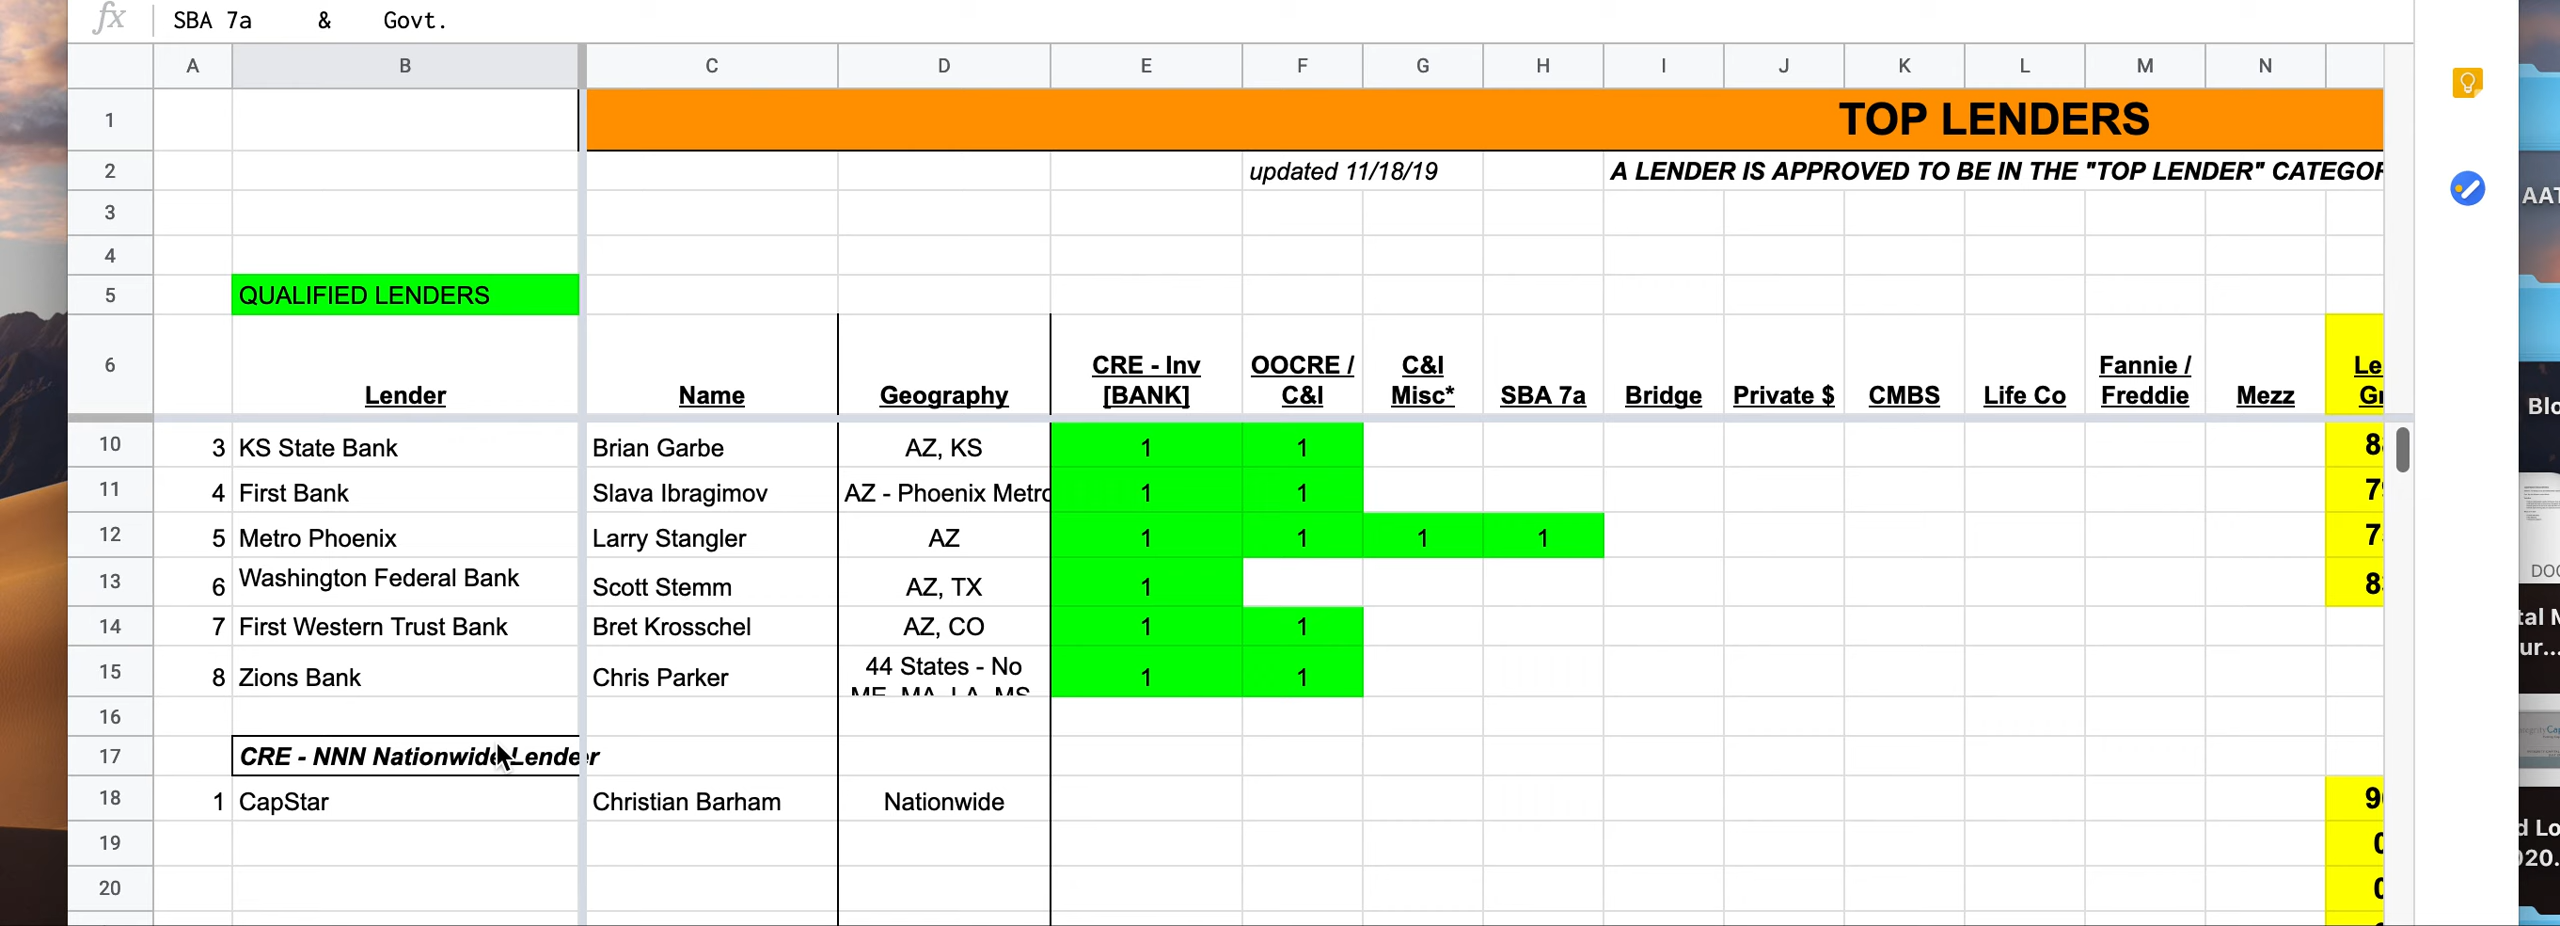 fx SBA 7a & Govt.
A B C D E F G H I J K L M N
1 TOP LENDERS
2 updated 11/18/19 A LENDER IS APPROVED TO BE IN THE "TOP LENDER"
3
4
5 QUALIFIED LENDERS
6 Lender Name Geography CRE - Inv [BANK] OOCRE / C&I C&I Misc* SBA 7a Bridge Private $ CMBS Life Co Fannie / Freddie Mezz
10 3 KS State Bank Brian Garbe AZ, KS 1 1
11 4 First Bank Slava Ibragimov AZ - Phoenix Metro 1 1
12 5 Metro Phoenix Larry Stangler AZ 1 1 1 1
13 6 Washington Federal Bank Scott Stemm AZ, TX 1
14 7 First Western Trust Bank Bret Krosschel AZ, CO 1 1
15 8 Zions Bank Chris Parker 44 States - No ME, MA, LA, MS 1 1
16
17 CRE - NNN Nationwide Lender
18 1 CapStar Christian Barham Nationwide
19
20